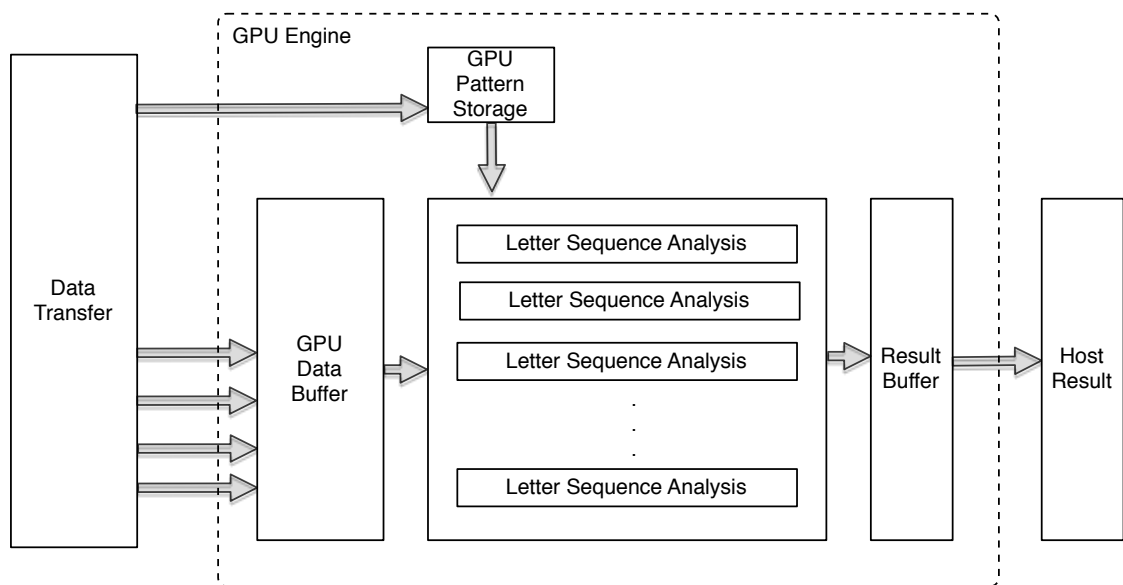 GPU Engine
GPU
Pattern
Storage
Data
Transfer
GPU
Data
Buffer
Letter Sequence Analysis
Letter Sequence Analysis
Letter Sequence Analysis
.
.
.
Letter Sequence Analysis
Result
Buffer
Host
Result